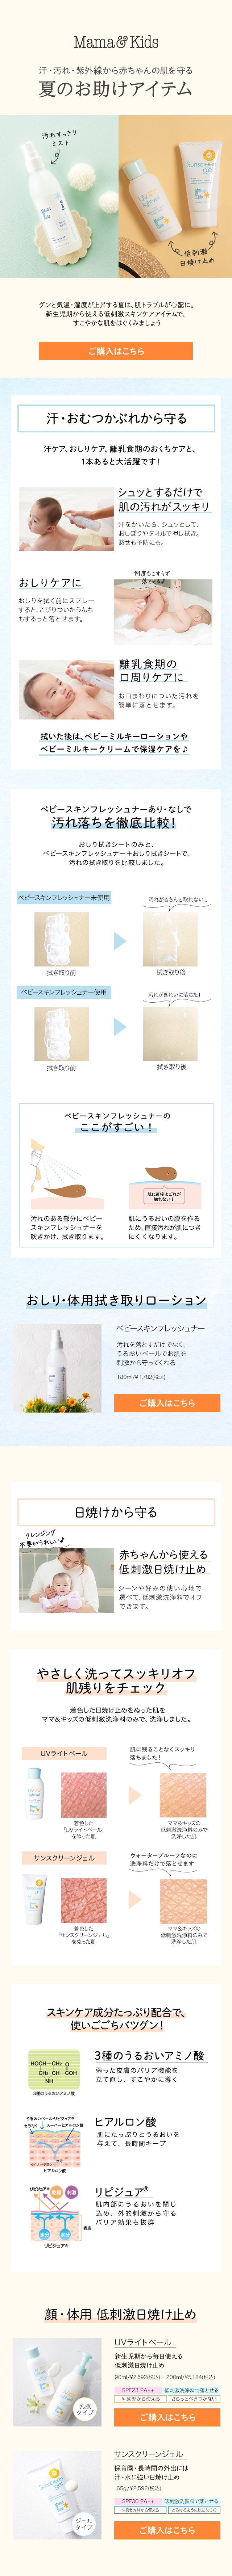 Mama&Kids
汗・汚れ・紫外線から赤ちゃんの肌を守る
夏のお助けアイテム
汚れすっきり
ミスト
低刺激
日焼け止め
グンと気温・湿度が上昇する夏は、肌トラブルが心配に。
新生児期から使える低刺激スキンケアアイテムで、
すこやかな肌をはぐくみましょう
ご購入はこちら
汗・おむつかぶれから守る
汗ケア、おしりケア、離乳食期のおくちケアと、
1本あると大活躍です！
シュッとするだけで
肌の汚れがスッキリ
汗をかいたら、シュッとして、
おしぼりやタオルで押し拭き。
あせも予防にも。
おしりケアに
おしりを拭く前にスプレー
すると、こびりついたうんち
もするっと落とせます。
何度もこすらず
落とせる♪
離乳食期の
口周りケアに
お口まわりについた汚れを
簡単に落とせます。
拭いた後は、ベビーミルキーローションや
ベビーミルキークリームで保湿ケアを♪
ベビースキンフレッシュナーあり・なしで
汚れ落ちを徹底比較！
おしり拭きシートのみと、
ベビースキンフレッシュナー＋おしり拭きシートで、
汚れの拭き取りを比較しました。
ベビースキンフレッシュナー未使用
汚れがきちんと取れない…
拭き取り前
拭き取り後
ベビースキンフレッシュナー使用
汚れがきれいに落ちた！
拭き取り前
拭き取り後
ベビースキンフレッシュナーの
ここがすごい！
肌に直接よごれが
触れない！
汚れのある部分にベビー
スキンフレッシュナーを
吹きかけ、拭き取ります。
肌にうるおいの膜を作る
ため、直接汚れが肌につき
にくくなります。
おしり・体用拭き取りローション
ベビースキンフレッシュナー
汚れを落とすだけでなく、
うるおいベールでお肌を
刺激から守ってくれる
180ml/¥1,782(税込)
ご購入はこちら
日焼けから守る
クレンジング
不要がうれしい♪
赤ちゃんから使える
低刺激日焼け止め
シーンや好みの使い心地で
選べて、低刺激洗浄料でオフ
できます。
やさしく洗ってスッキリオフ
肌残りをチェック
着色した日焼け止めをぬった肌を
ママ&キッズの低刺激洗浄料のみで、洗浄しました。
UVライトベール
肌に残ることなくスッキリ
落ちました！
着色した
「UVライトベール」
をぬった肌
ママ&キッズの
低刺激洗浄料のみで
洗浄した肌
サンスクリーンジェル
ウォータープルーフなのに
洗浄料だけで落とせます
着色した
「サンスクリーンジェル」
をぬった肌
ママ&キッズの
低刺激洗浄料のみで
洗浄した肌
スキンケア成分たっぷり配合で、
使いごこちバツグン！
3種のうるおいアミノ酸
弱った皮膚のバリア機能を
立て直し、すこやかに導く
3種のうるおいアミノ酸
ヒアルロン酸
肌にたっぷりとうるおいを
与えて、長時間キープ
ヒアルロン酸
リピジュア®
肌内部にうるおいを閉じ
込め、外的刺激から守る
バリア効果も抜群
リピジュア®
顔・体用 低刺激日焼け止め
UVライトベール
新生児期から毎日使える
低刺激日焼け止め
90ml/¥2,592(税込)・200ml/¥5,184(税込)
SPF23 PA++
低刺激洗浄料で落とせる
乳幼児から使える
さらっとベタつかない
ご購入はこちら
乳液
タイプ
サンスクリーンジェル
保育園・長時間の外出には
汗・水に強い日焼け止め
65g/¥2,592(税込)
SPF30 PA++
低刺激洗顔料で落とせる
生後6ヵ月から使える
とろけるように肌になじむ
ご購入はこちら
ジェル
タイプ